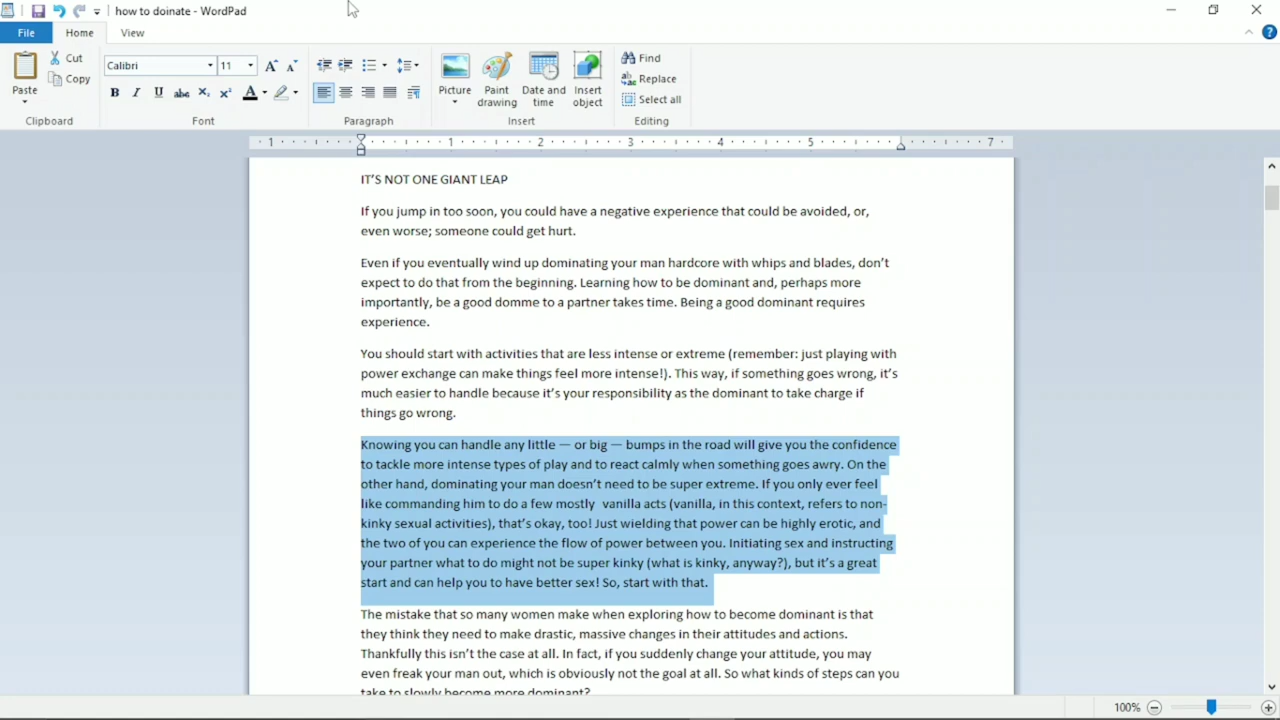 how to doinate - WordPad
File
Home
View
Paste
Cut
Copy
Clipboard
Calibri
11
Font
Paragraph
Picture
Paint drawing
Date and time
Insert object
Insert
Find
Replace
Select all
Editing
1 1 2 3 4 5 7
IT'S NOT ONE GIANT LEAP
If you jump in too soon, you could have a negative experience that could be avoided, or,
even worse; someone could get hurt.
Even if you eventually wind up dominating your man hardcore with whips and blades, don't
expect to do that from the beginning. Learning how to be dominant and, perhaps more
importantly, be a good domme to a partner takes time. Being a good dominant requires
experience.
You should start with activities that are less intense or extreme (remember: just playing with
power exchange can make things feel more intense!). This way, if something goes wrong, it's
much easier to handle because it's your responsibility as the dominant to take charge if
things go wrong.
Knowing you can handle any little — or big — bumps in the road will give you the confidence
to tackle more intense types of play and to react calmly when something goes awry. On the
other hand, dominating your man doesn't need to be super extreme. If you only ever feel
like commanding him to do a few mostly  vanilla acts (vanilla, in this context, refers to non-
kinky sexual activities), that's okay, too! Just wielding that power can be highly erotic, and
the two of you can experience the flow of power between you. Initiating sex and instructing
your partner what to do might not be super kinky (what is kinky, anyway?), but it's a great
start and can help you to have better sex! So, start with that.
The mistake that so many women make when exploring how to become dominant is that
they think they need to make drastic, massive changes in their attitudes and actions.
Thankfully this isn't the case at all. In fact, if you suddenly change your attitude, you may
even freak your man out, which is obviously not the goal at all. So what kinds of steps can you
take to slowly become more dominant?
100%